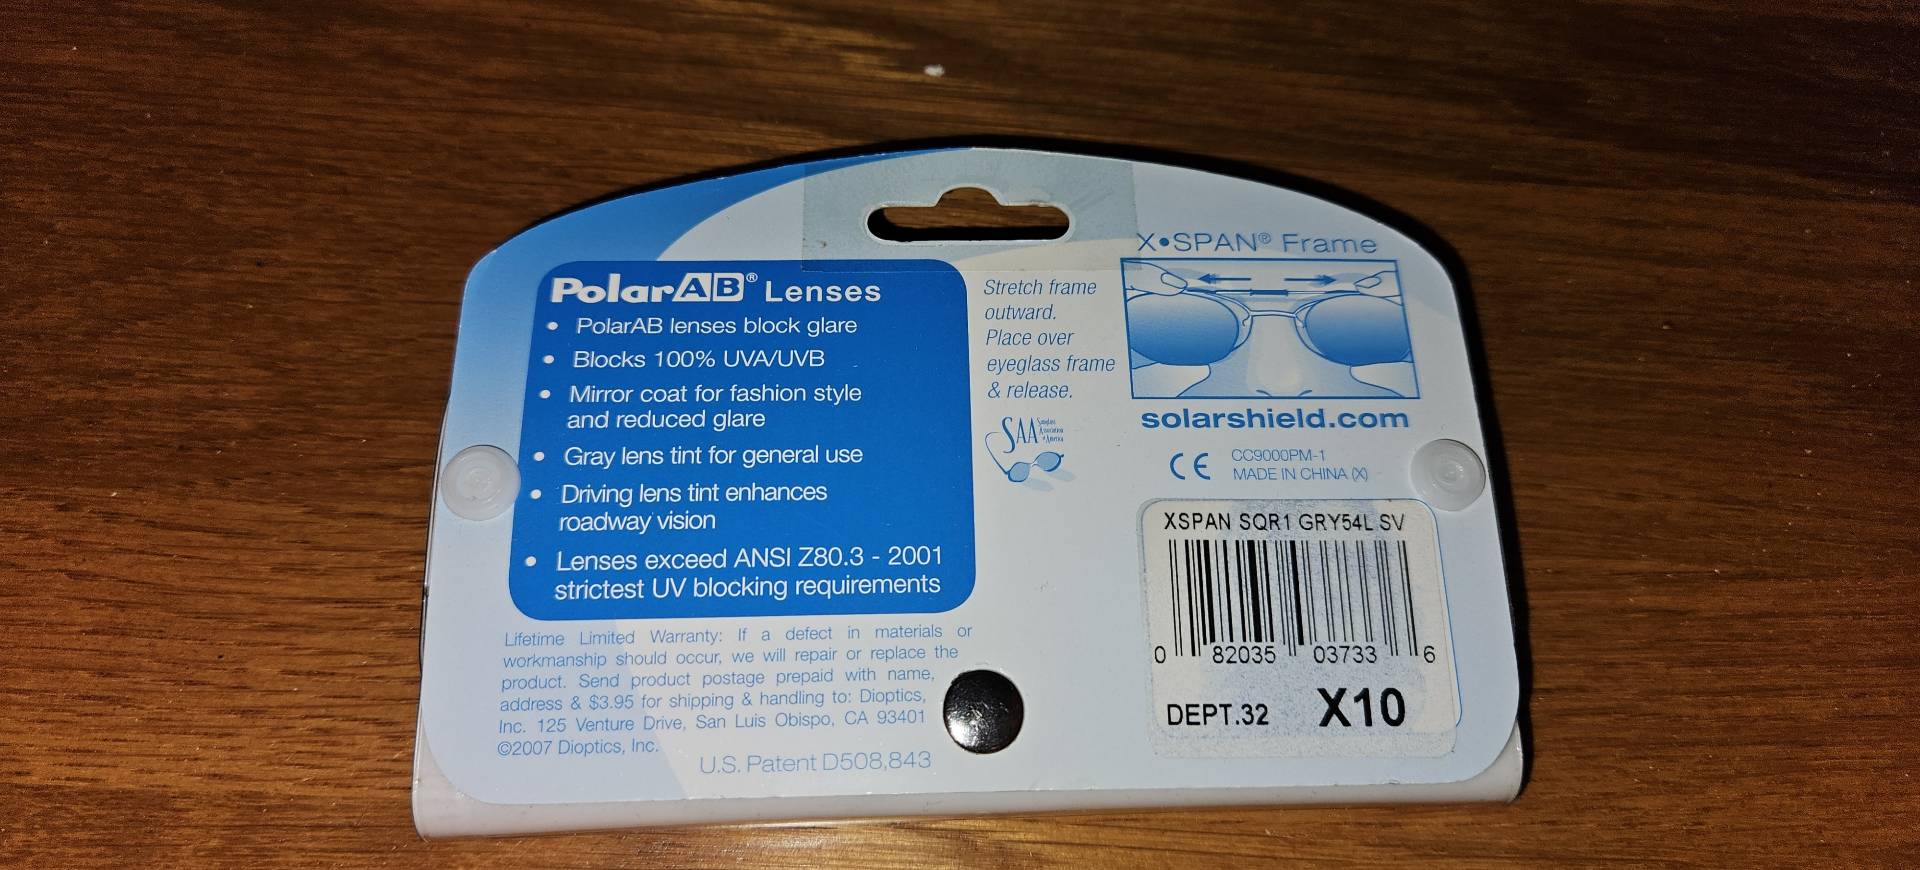 PolarAB® Lenses
• PolarAB lenses block glare
• Blocks 100% UVA/UVB
• Mirror coat for fashion style
and reduced glare
• Gray lens tint for general use
• Driving lens tint enhances
roadway vision
• Lenses exceed ANSI Z80.3 - 2001
strictest UV blocking requirements
Lifetime Limited Warranty: If a defect in materials or
workmanship should occur, we will repair or replace the
product. Send product postage prepaid with name,
address & $3.95 for shipping & handling to: Dioptics,
Inc. 125 Venture Drive, San Luis Obispo, CA 93401
©2007 Dioptics, Inc.
U.S. Patent D508,843
Stretch frame
outward.
Place over
eyeglass frame
& release.
SAA
Sunglass
Association
of America
X•SPAN® Frame
solarshield.com
CE
CC9000PM-1
MADE IN CHINA (X)
XSPAN SQR1 GRY54L SV
0 82035 03733 6
DEPT.32 X10